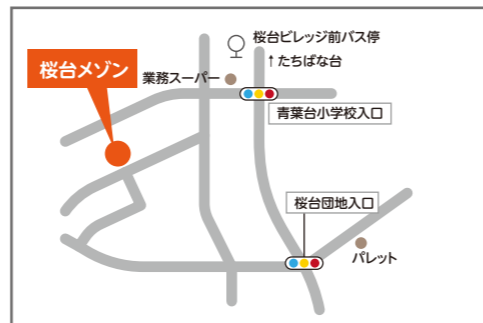 桜台ビレッジ前バス停
↑たちばな台
桜台メゾン
業務スーパー
青葉台小学校入口
桜台団地入口
パレット